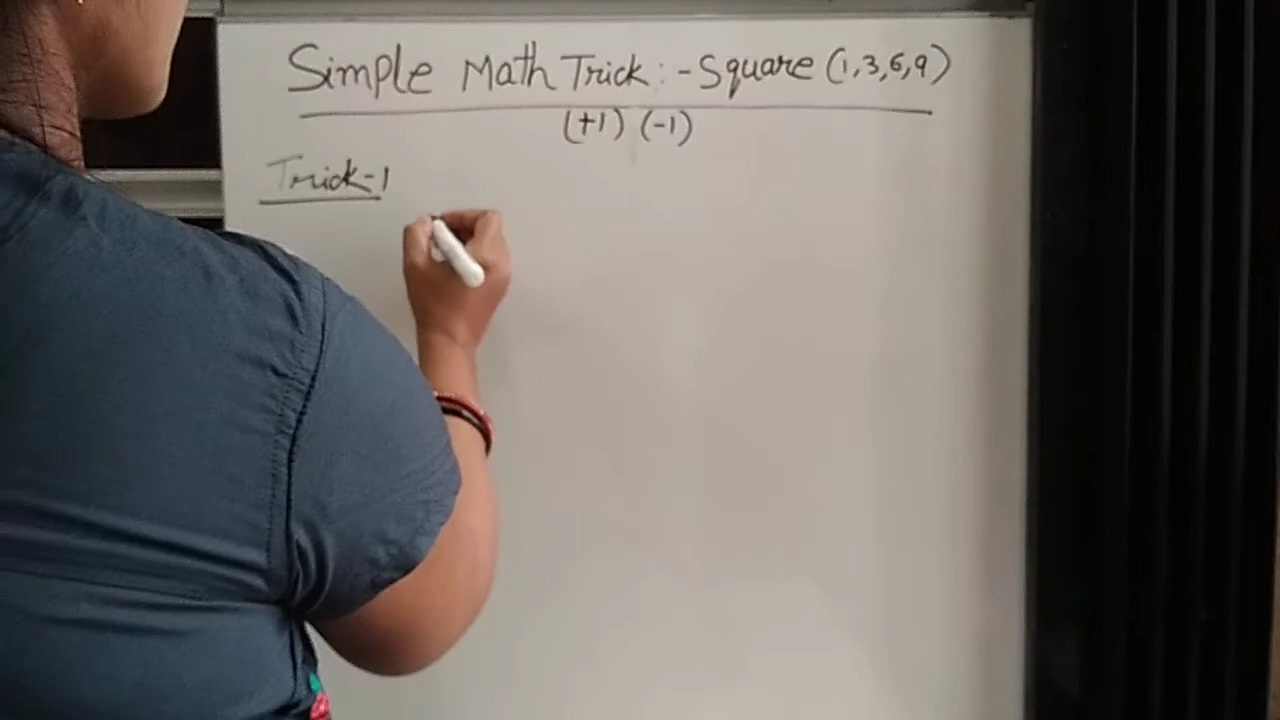 Simple Math Trick :- Square (1,3,6,9)
(+1) (-1)
Trick-1